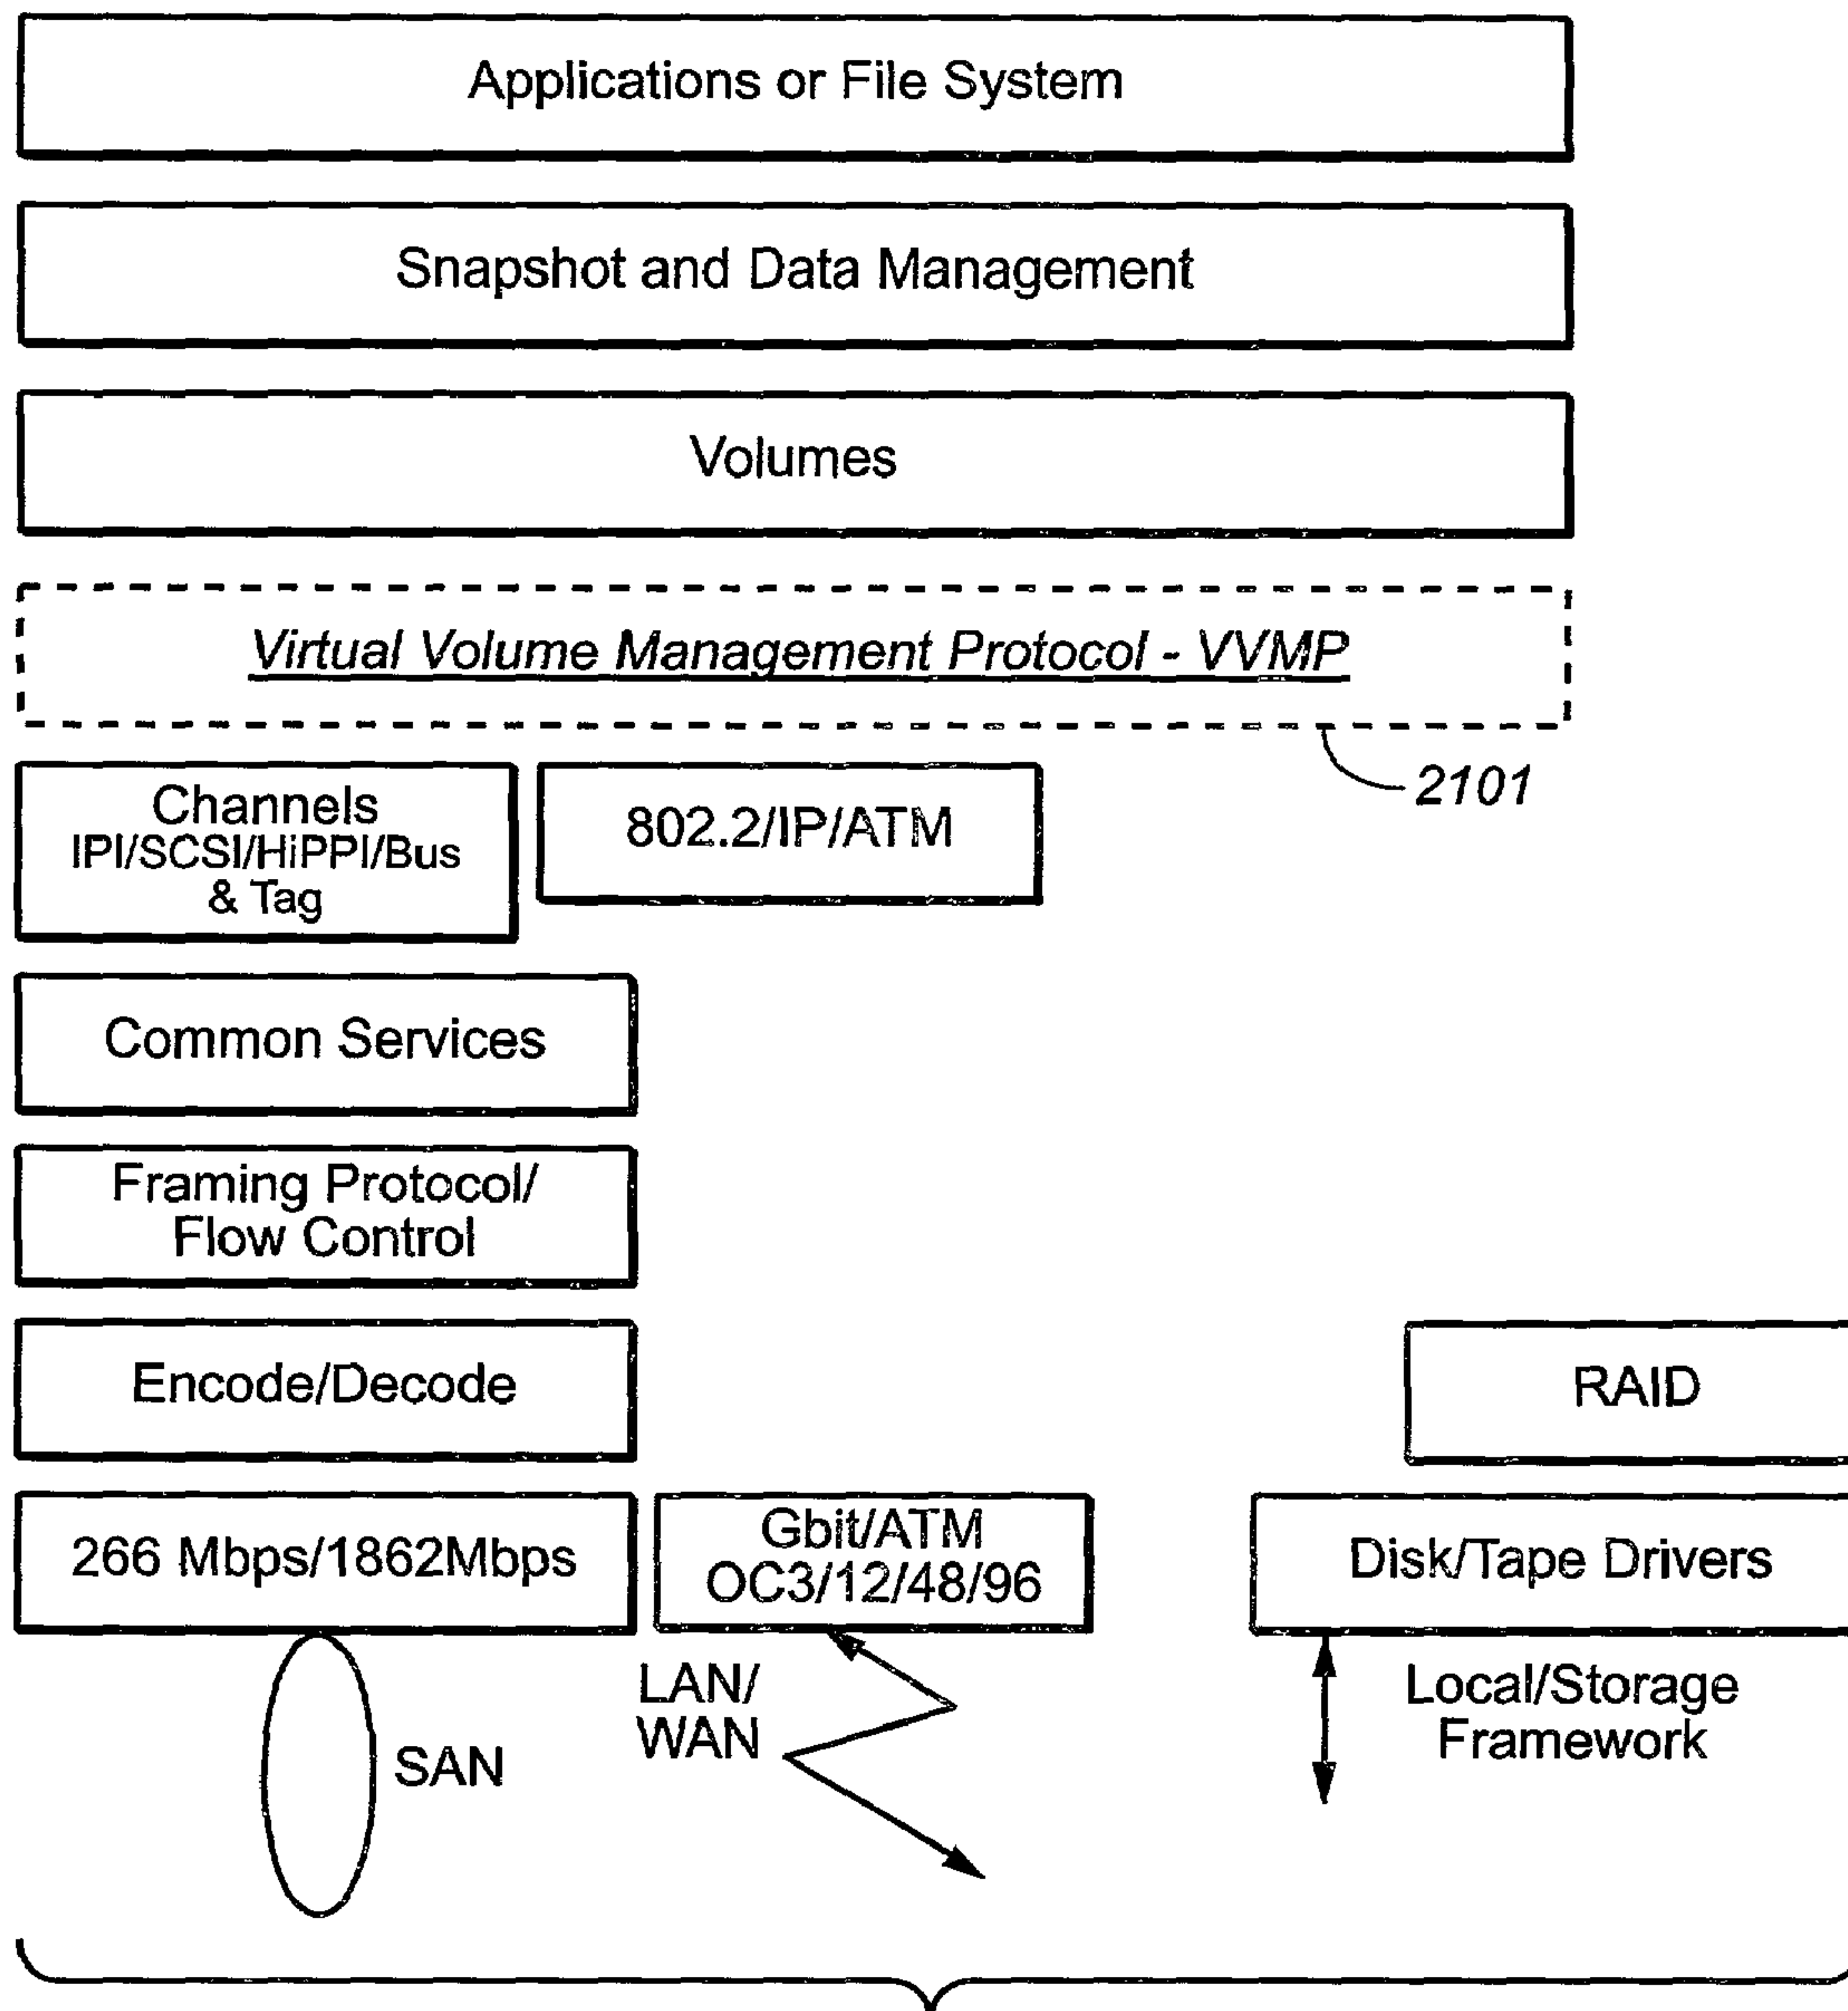 Applications or File System
Snapshot and Data Management
Volumes
Virtual Volume Management Protocol - VVMP
2101
Channels
IPI/SCSI/HiPPI/Bus
& Tag
802.2/IP/ATM
Common Services
Framing Protocol/
Flow Control
Encode/Decode
RAID
266 Mbps/1862Mbps
Gbit/ATM
OC3/12/48/96
Disk/Tape Drivers
SAN
LAN/
WAN
Local/Storage
Framework